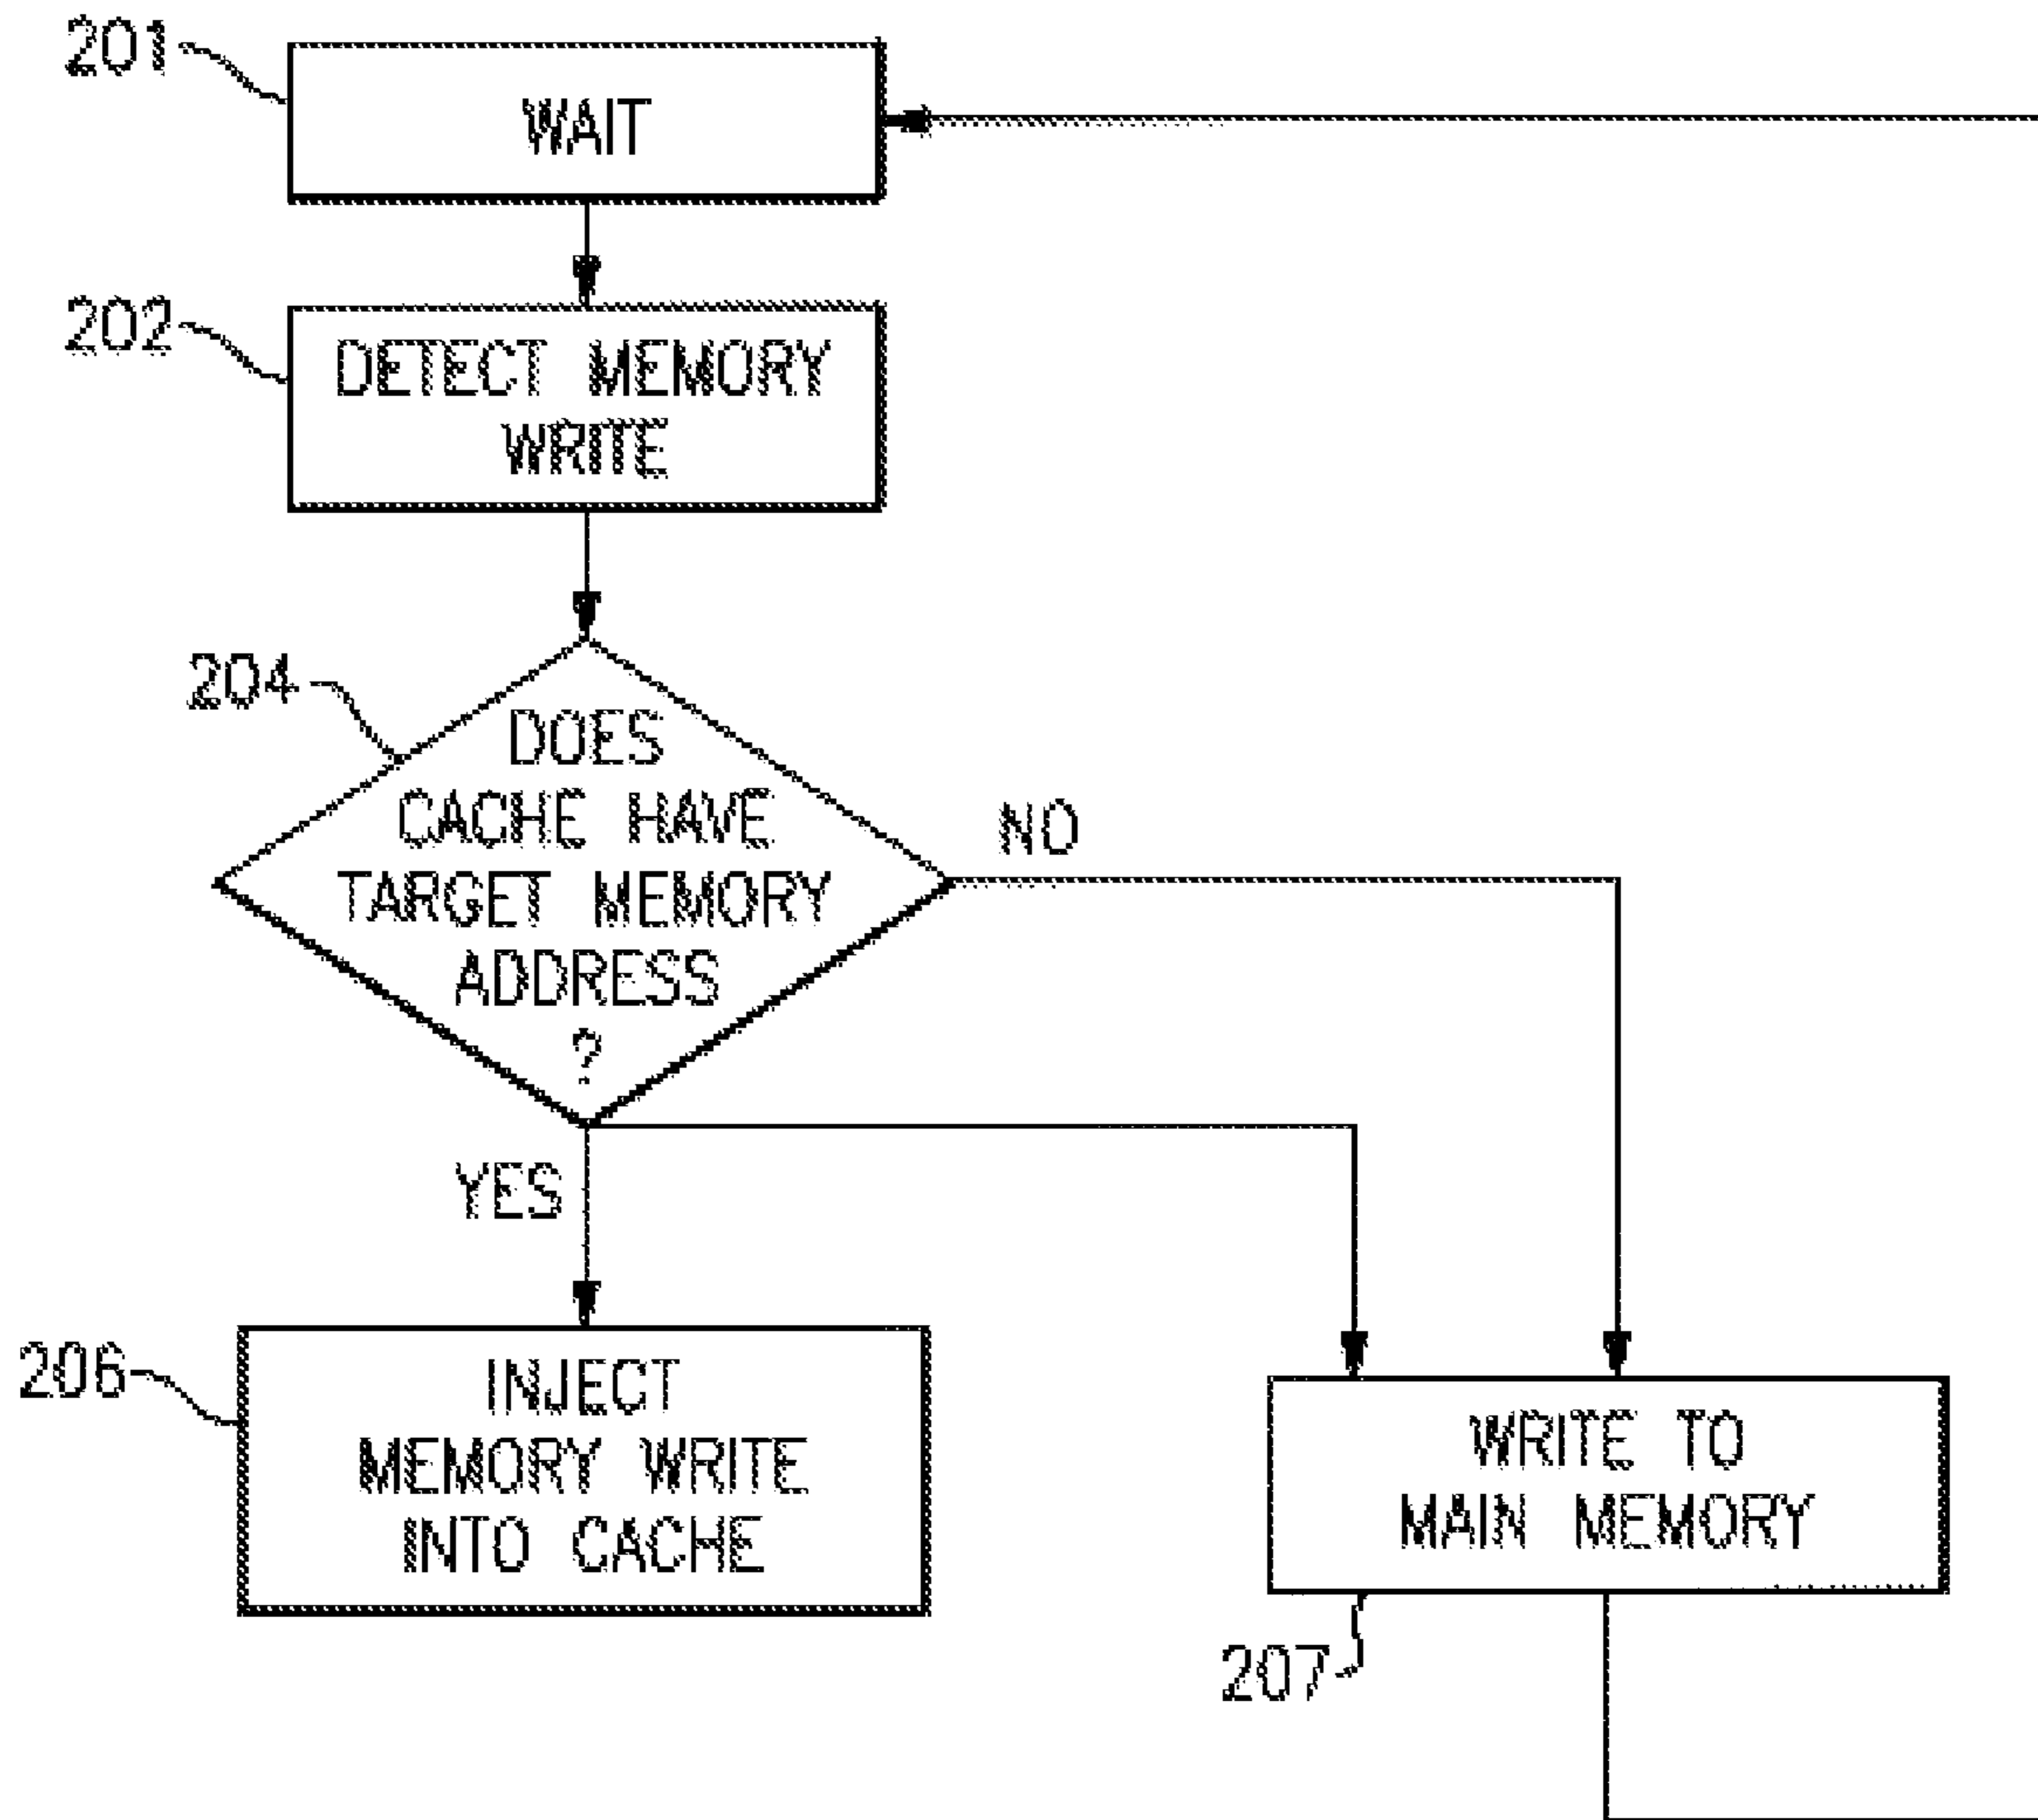 201
WAIT
202
DETECT MEMORY
WRITE
204
DOES
CACHE HAVE
TARGET MEMORY
ADDRESS
?
NO
YES
206
INJECT
MEMORY WRITE
INTO CACHE
WRITE TO
MAIN MEMORY
207